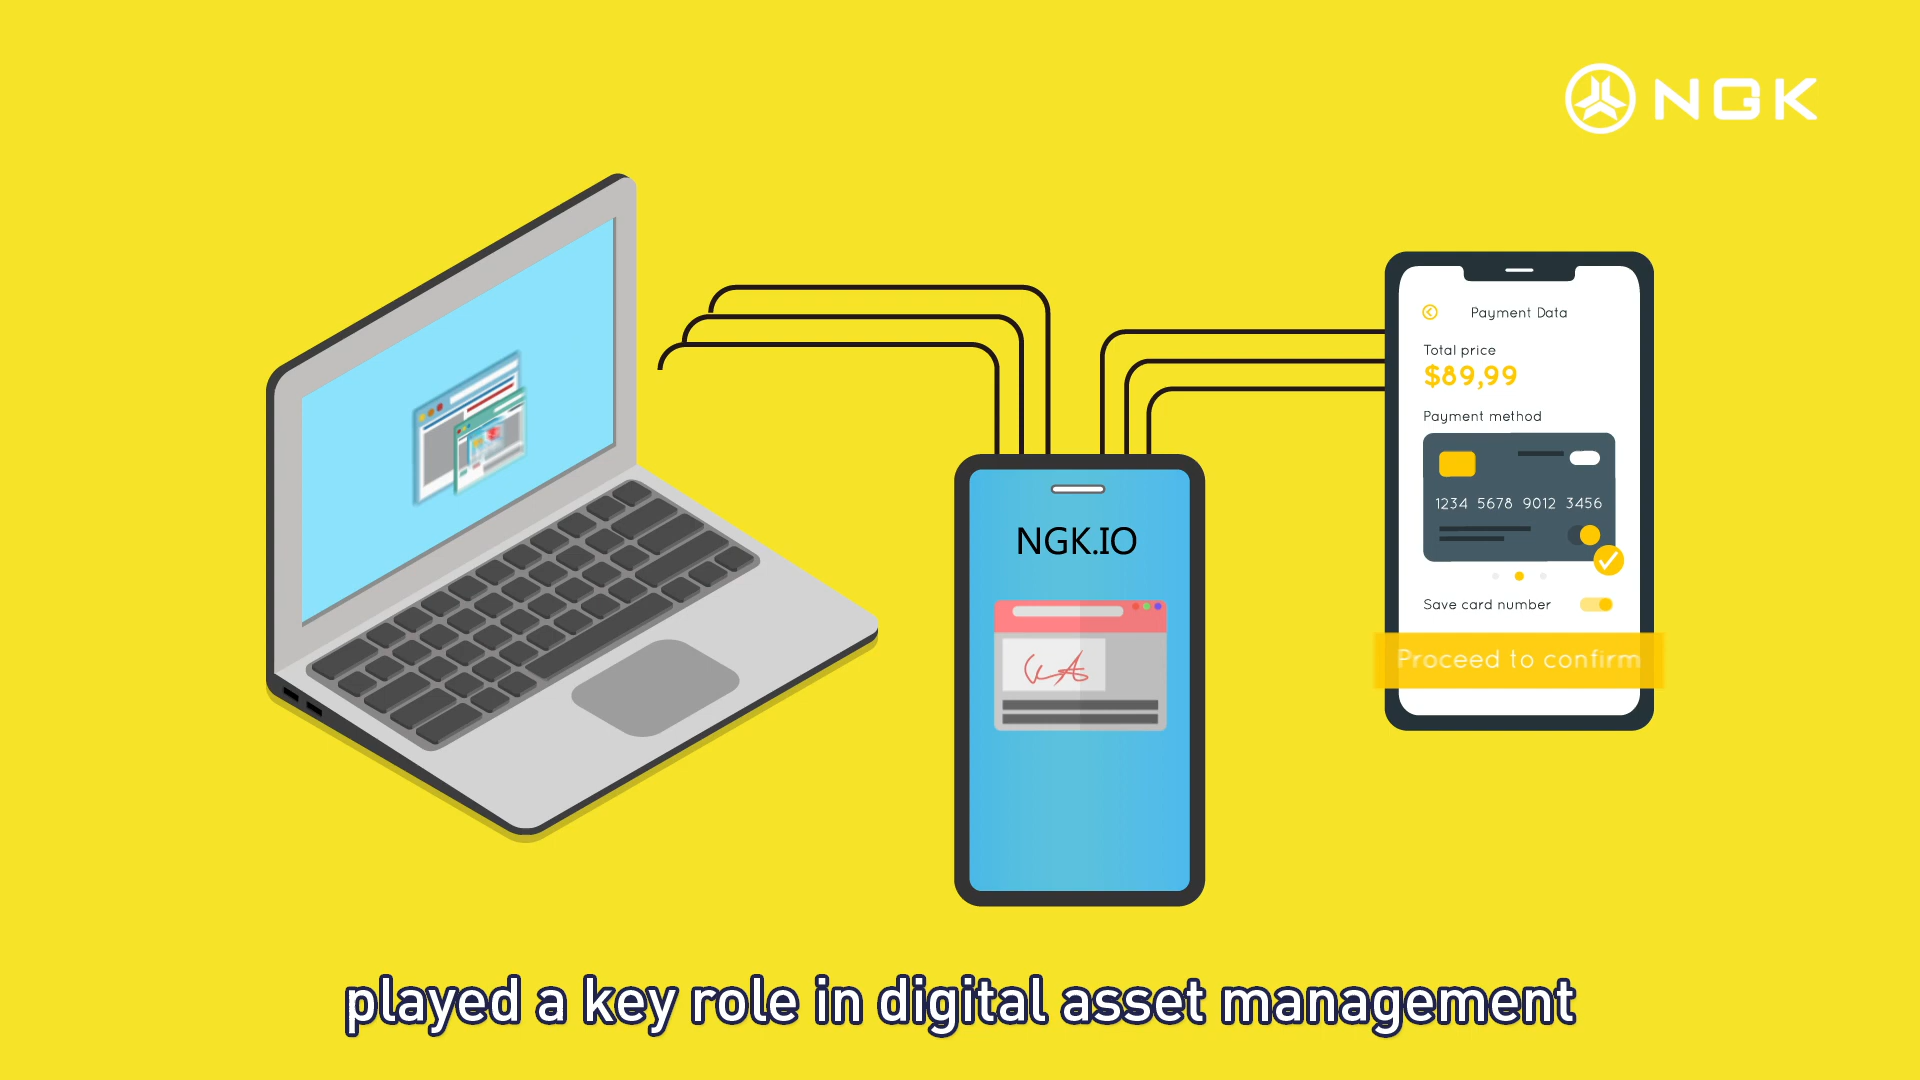 NGK
Payment Data
Total price
$89,99
Payment method
1234 5678 9012 3456
Save card number
Proceed to confirm
NGK.IO
played a key role in digital asset management